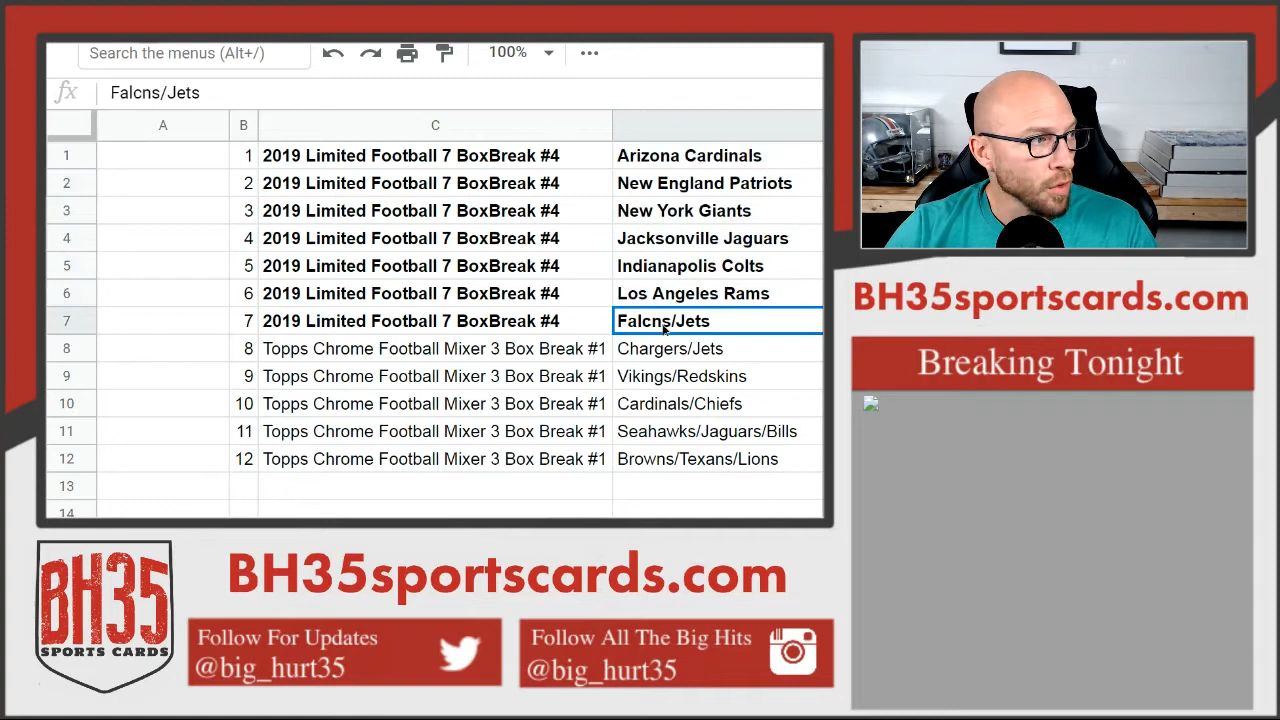 Search the menus (Alt+/)
100%
fx
Falcns/Jets
A B C
1 1 2019 Limited Football 7 BoxBreak #4 Arizona Cardinals
2 2 2019 Limited Football 7 BoxBreak #4 New England Patriots
3 3 2019 Limited Football 7 BoxBreak #4 New York Giants
4 4 2019 Limited Football 7 BoxBreak #4 Jacksonville Jaguars
5 5 2019 Limited Football 7 BoxBreak #4 Indianapolis Colts
6 6 2019 Limited Football 7 BoxBreak #4 Los Angeles Rams
7 7 2019 Limited Football 7 BoxBreak #4 Falcns/Jets
8 8 Topps Chrome Football Mixer 3 Box Break #1 Chargers/Jets
9 9 Topps Chrome Football Mixer 3 Box Break #1 Vikings/Redskins
10 10 Topps Chrome Football Mixer 3 Box Break #1 Cardinals/Chiefs
11 11 Topps Chrome Football Mixer 3 Box Break #1 Seahawks/Jaguars/Bills
12 12 Topps Chrome Football Mixer 3 Box Break #1 Browns/Texans/Lions
13
14
BH35sportscards.com
Breaking Tonight
BH35
SPORTS CARDS
BH35sportscards.com
Follow For Updates
@big_hurt35
Follow All The Big Hits
@big_hurt35